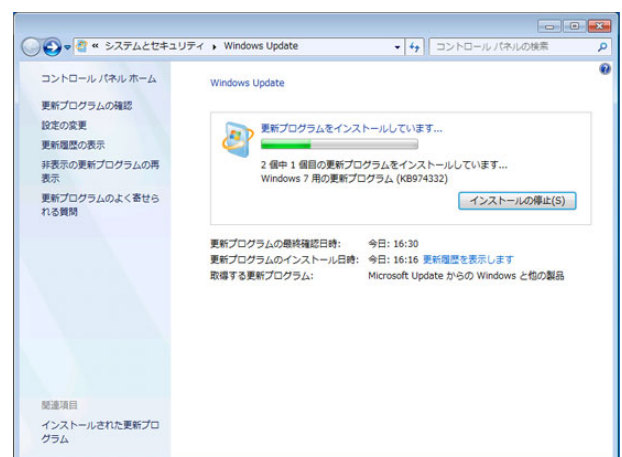 « システムとセキュリティ ▸ Windows Update
コントロール パネルの検索
コントロール パネル ホーム
更新プログラムの確認
設定の変更
更新履歴の表示
非表示の更新プログラムの再
表示
更新プログラムのよく寄せら
れる質問
Windows Update
更新プログラムをインストールしています...
2 個中 1 個目の更新プログラムをインストールしています...
Windows 7 用の更新プログラム (KB974332)
インストールの停止(S)
更新プログラムの最終確認日時: 今日: 16:30
更新プログラムのインストール日時: 今日: 16:16 更新履歴を表示します
取得する更新プログラム: Microsoft Update からの Windows と他の製品
関連項目
インストールされた更新プロ
グラム